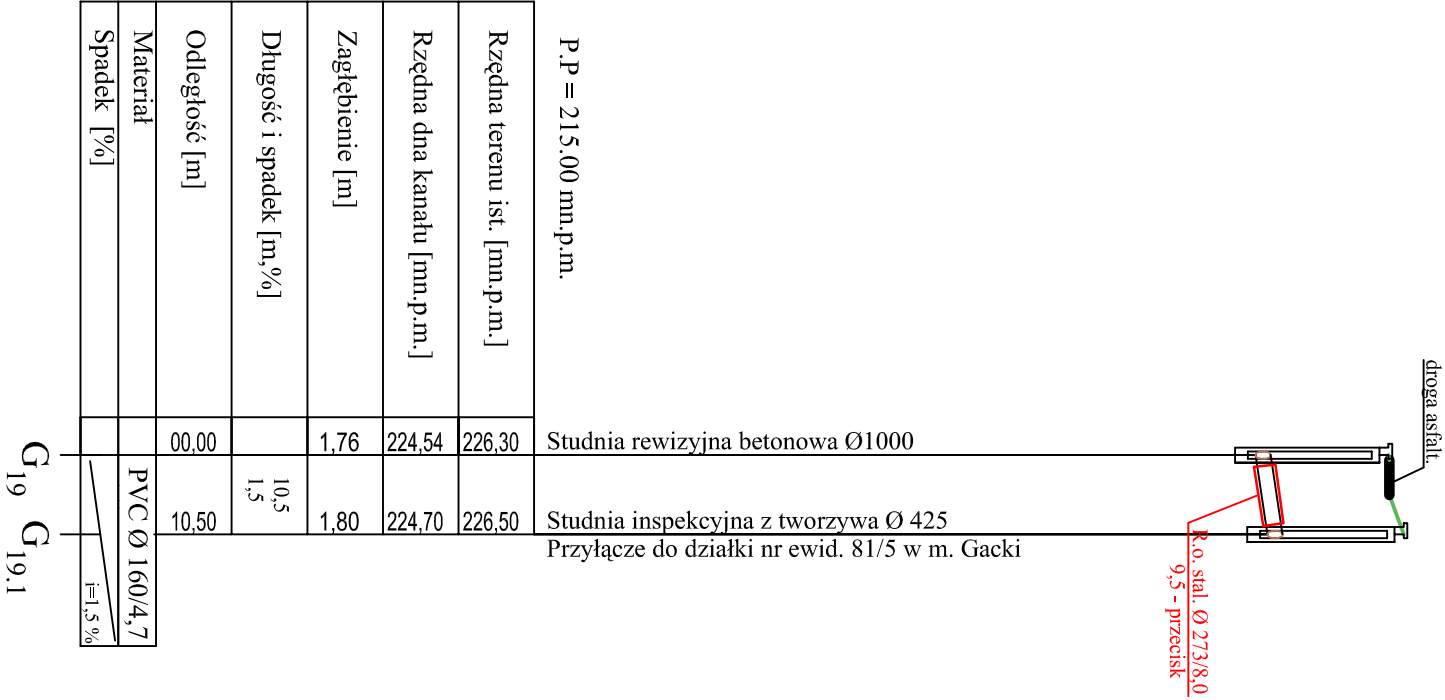 droga asfalt.
R.o. stal. Ø 273/8,0
9,5 - przecisk
P.P = 215.00 mn.p.m.
Studnia rewizyjna betonowa Ø1000
Studnia inspekcyjna z tworzywa Ø 425
Przyłącze do działki nr ewid. 81/5 w m. Gacki
Rzędna terenu ist. [mn.p.m.]
226,30
226,50
Rzędna dna kanału [mn.p.m.]
224,54
224,70
Zagłębienie [m]
1,76
1,80
Długość i spadek [m,%]
10,5
1,5
Odległość [m]
00,00
10,50
Materiał
PVC Ø 160/4,7
Spadek [%]
i=1,5 %
G19
G19.1